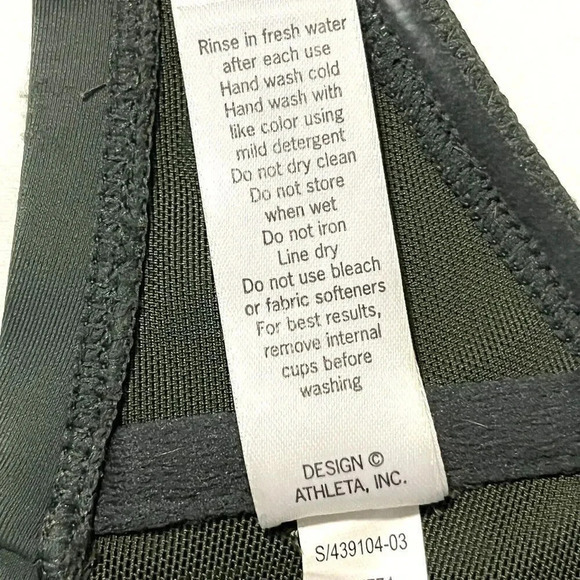 Rinse in fresh water
after each use
Hand wash cold
Hand wash with
like color using
mild detergent
Do not dry clean
Do not store
when wet
Do not iron
Line dry
Do not use bleach
or fabric softeners
For best results,
remove internal
cups before
washing
DESIGN ©
ATHLETA, INC.
S/439104-03